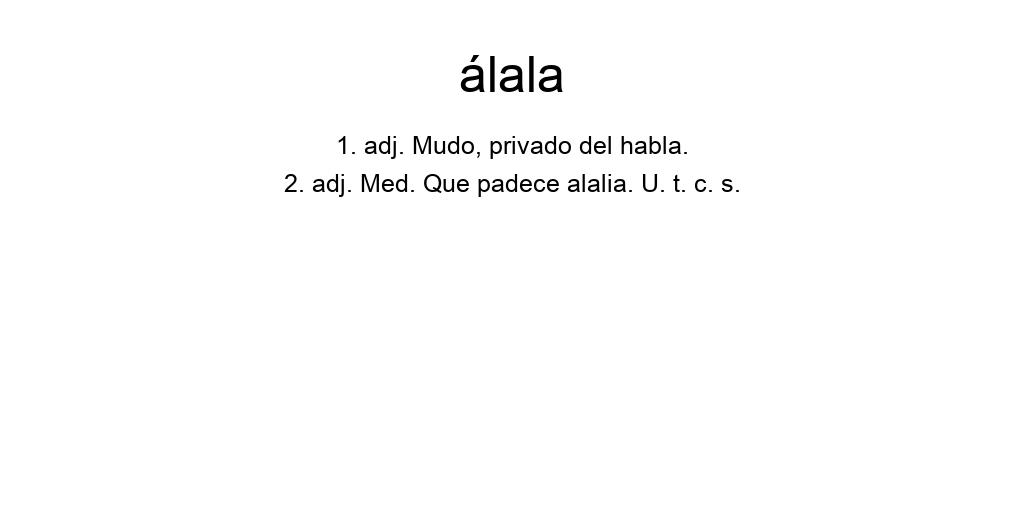 álala
1. adj. Mudo, privado del habla.
2. adj. Med. Que padece alalia. U. t. c. s.